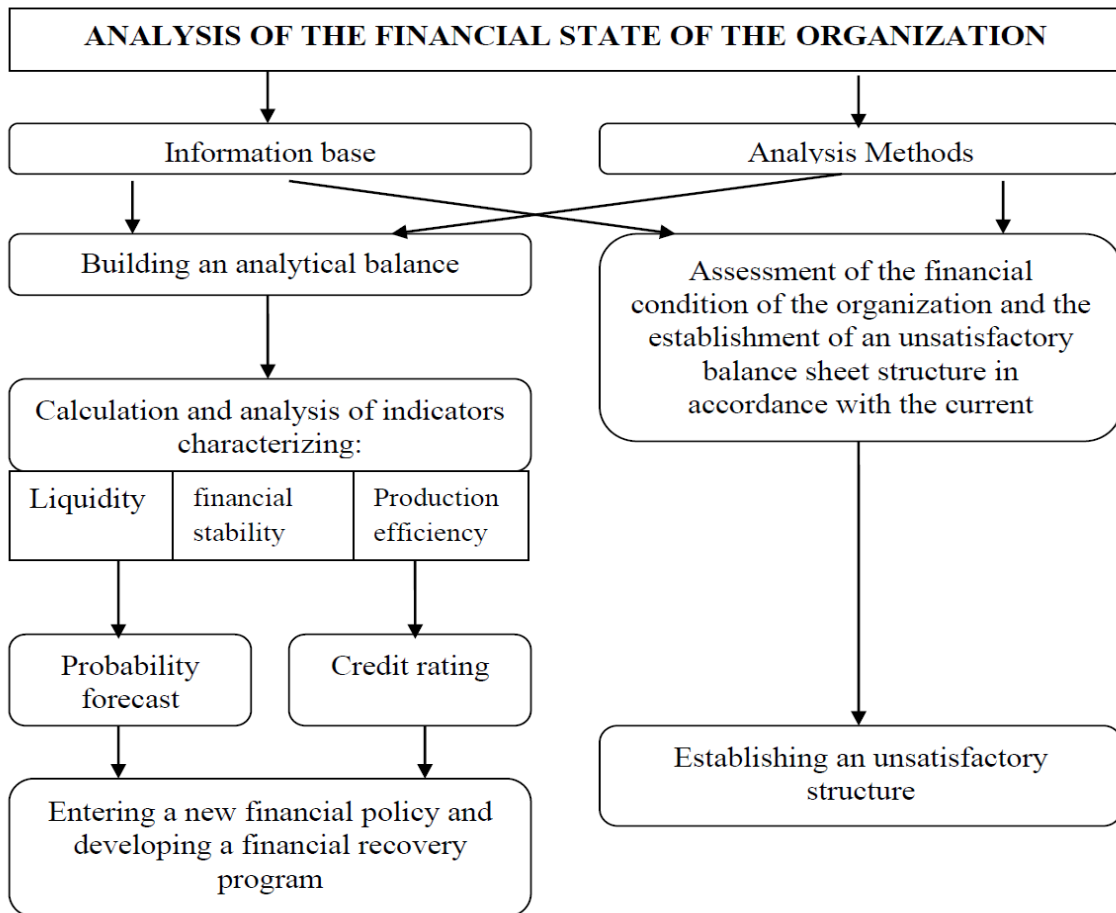 ANALYSIS OF THE FINANCIAL STATE OF THE ORGANIZATION
Information base
Analysis Methods
Building an analytical balance
Assessment of the financial
condition of the organization and the
establishment of an unsatisfactory
balance sheet structure in
accordance with the current
Calculation and analysis of indicators
characterizing:
Liquidity
financial
stability
Production
efficiency
Probability
forecast
Credit rating
Establishing an unsatisfactory
structure
Entering a new financial policy and
developing a financial recovery
program